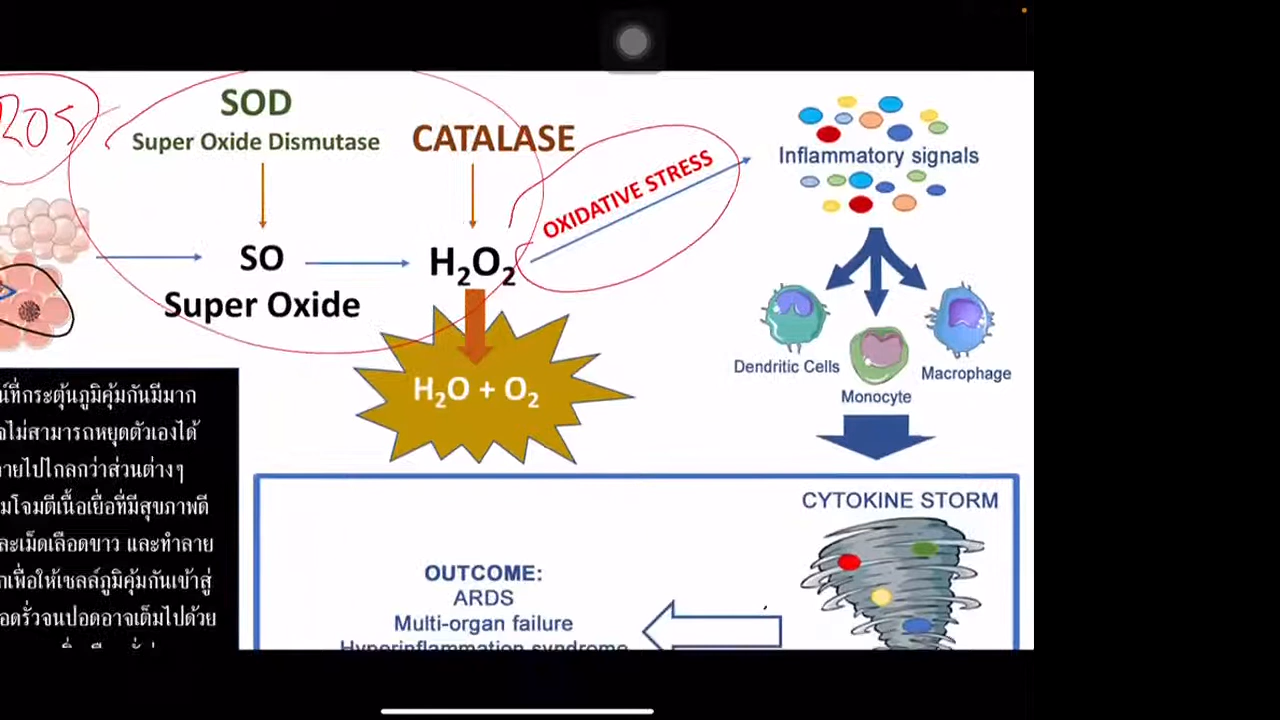 ROS
SOD
Super Oxide Dismutase
CATALASE
OXIDATIVE STRESS
Inflammatory signals
SO
Super Oxide
H₂O₂
H₂O + O₂
Dendritic Cells
Monocyte
Macrophage
น์ที่กระตุ้นภูมิคุ้มกันมีมาก
จไม่สามารถหยุดตัวเองได้
ายไปไกลกว่าส่วนต่างๆ
มโจมตีเนื้อเยื่อที่มีสุขภาพดี
ละเม็ดเลือดขาว และทำลาย
กเพื่อให้เซลล์ภูมิคุ้มกันเข้าสู่
อดรั่วจนปอดอาจเต็มไปด้วย
CYTOKINE STORM
OUTCOME:
ARDS
Multi-organ failure
Hyperinflammation syndrome